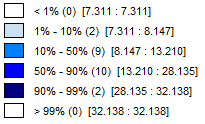 < 1% (0) [7.311 : 7.311]
1% - 10% (2) [7.311 : 8.147]
10% - 50% (9) [8.147 : 13.210]
50% - 90% (10) [13.210 : 28.135]
90% - 99% (2) [28.135 : 32.138]
> 99% (0) [32.138 : 32.138]